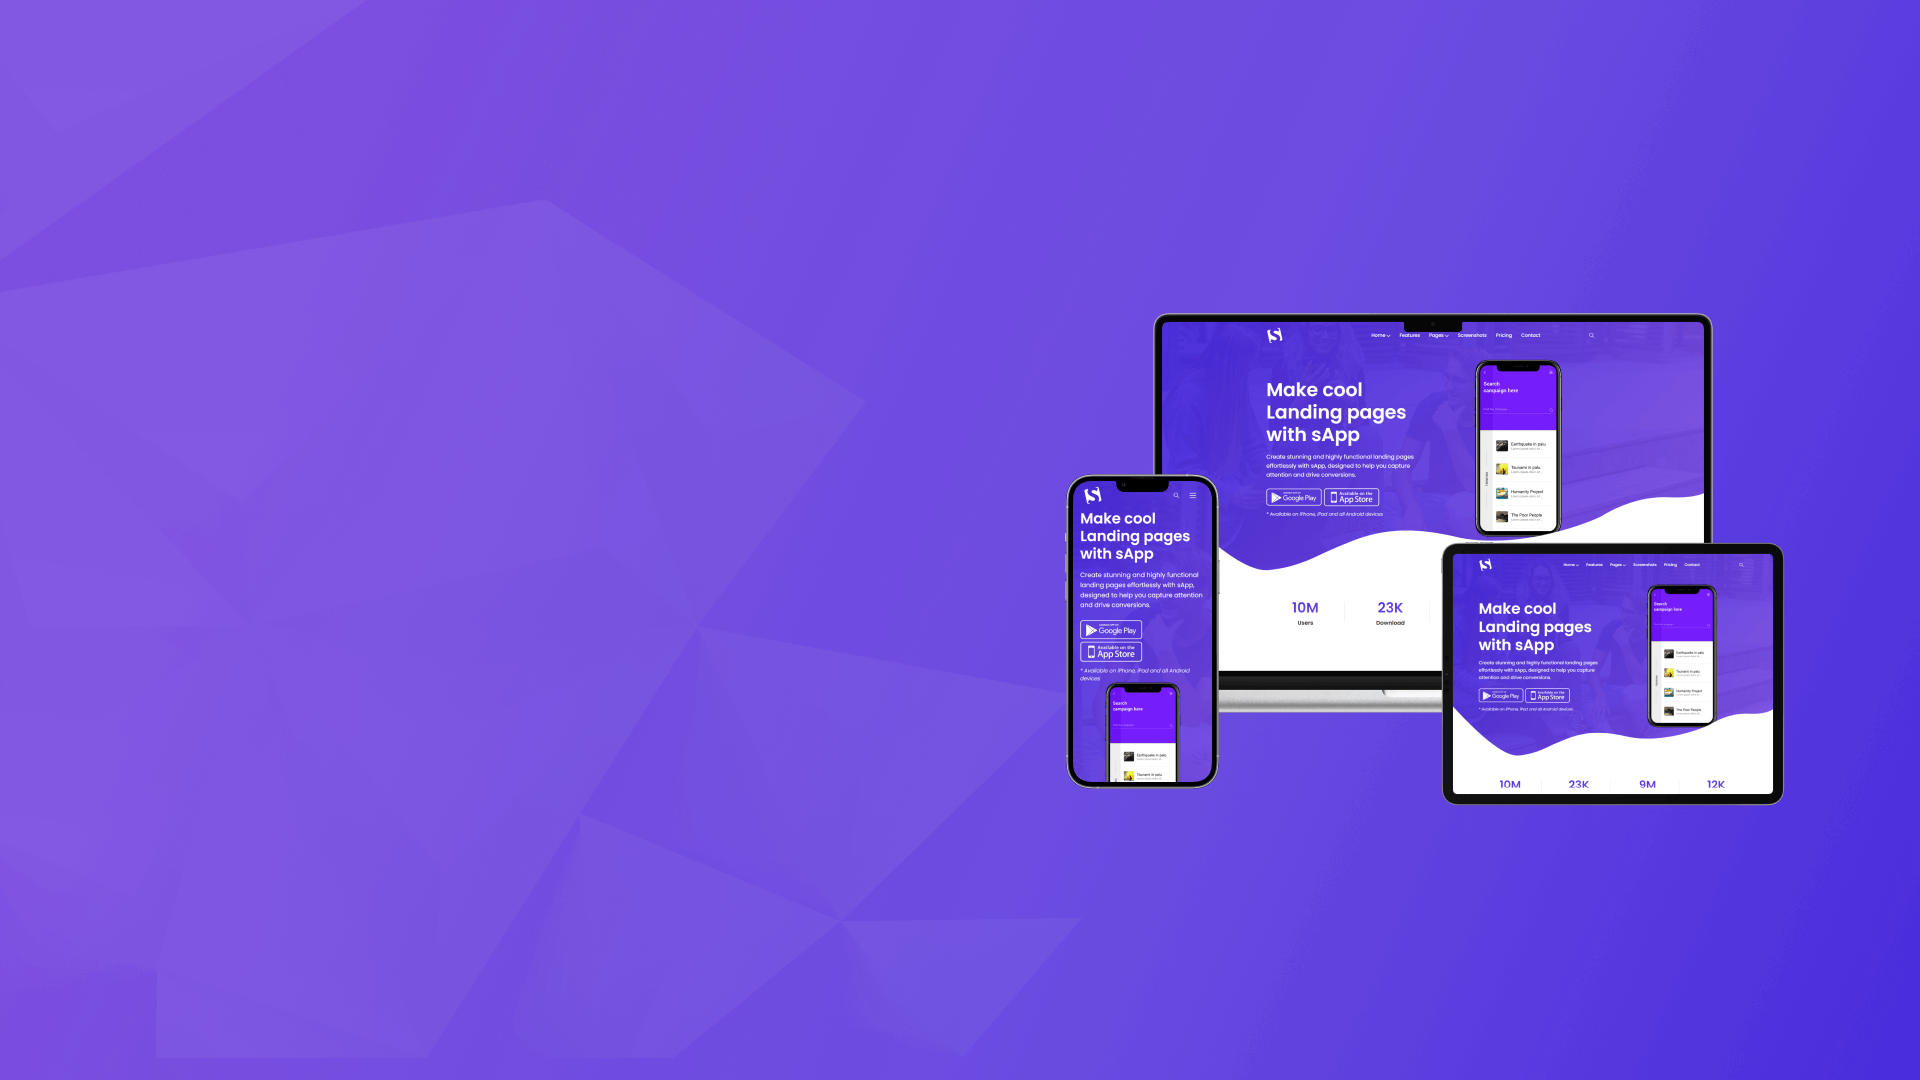 Home
Features
Pages
Screenshots
Pricing
Contact
Make cool
Landing pages
with sApp
Create stunning and highly functional landing pages
effortlessly with sApp, designed to help you capture
attention and drive conversions.
Google Play
Available on the
App Store
* Available on iPhone, iPad and all Android devices
Search
campaign here
Earthquake in palu
Tsunami in palu
Humanity Project
The Poor People
10M
Users
23K
Download
Make cool
Landing pages
with sApp
Create stunning and highly functional
landing pages effortlessly with sApp,
designed to help you capture attention
and drive conversions.
Google Play
Available on the
App Store
* Available on iPhone, iPad and all Android
devices
Search
campaign here
Earthquake in palu
Tsunami in palu
Home
Features
Pages
Screenshots
Pricing
Contact
Make cool
Landing pages
with sApp
Create stunning and highly functional landing pages
effortlessly with sApp, designed to help you capture
attention and drive conversions.
Google Play
Available on the
App Store
* Available on iPhone, iPad and all Android devices
Search
campaign here
Earthquake in palu
Tsunami in palu
Humanity Project
The Poor People
10M
23K
9M
12K